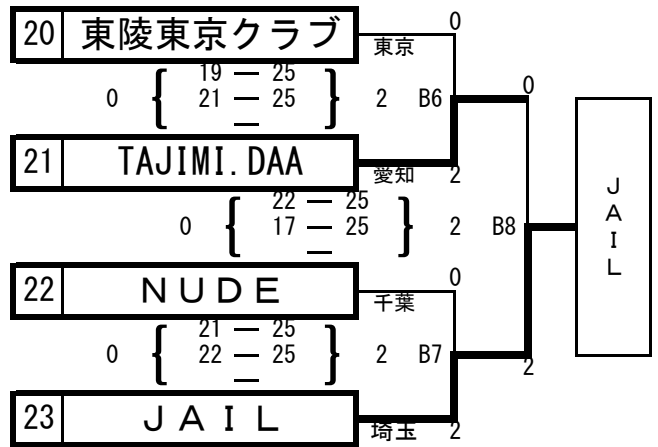 0
20 東陵東京クラブ
東京
19 — 25
0 { 21 — 25 } 2 B6
—
0
21 TAJIMI.DAA
愛知 2
22 — 25
0 { 17 — 25 } 2 B8
—
JAIL
0
22 NUDE
千葉
21 — 25
0 { 22 — 25 } 2 B7
—
2
23 JAIL
埼玉 2